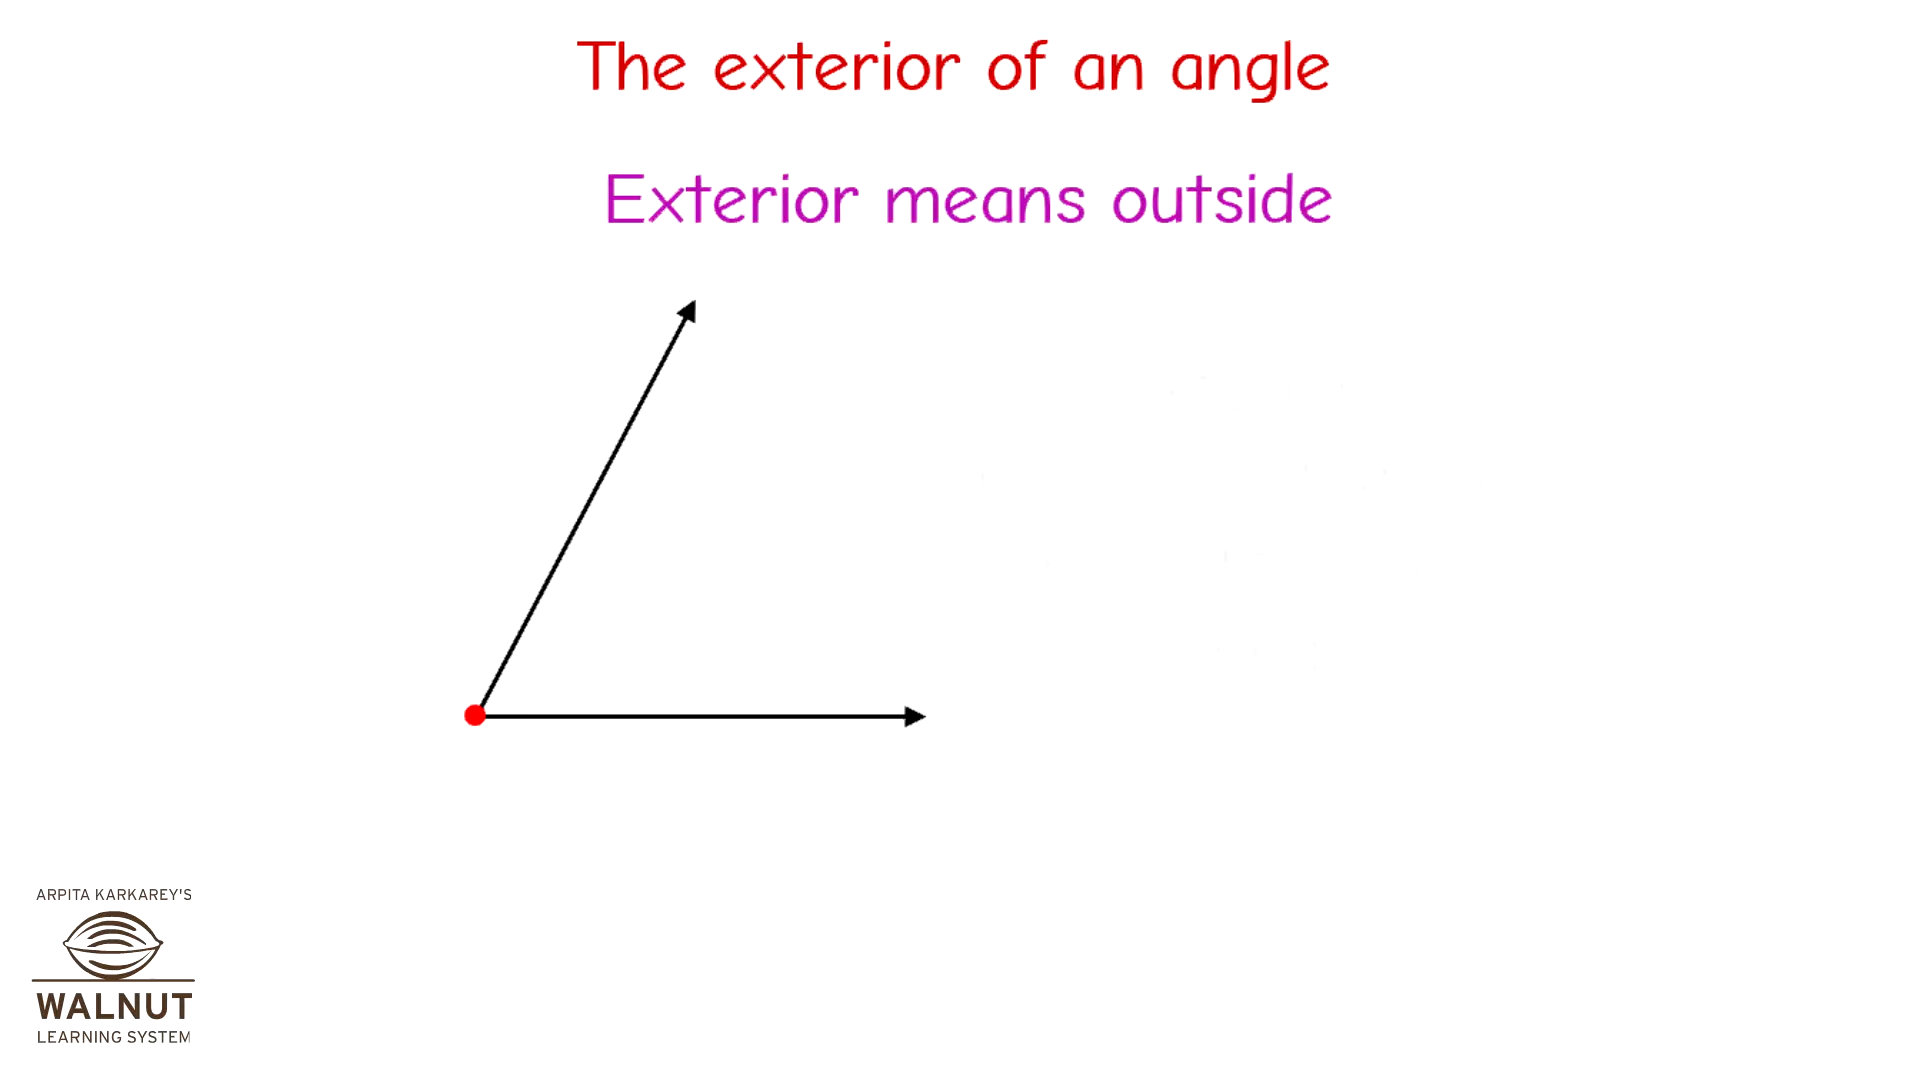 The exterior of an angle
Exterior means outside
ARPITA KARKAREY'S
WALNUT
LEARNING SYSTEM